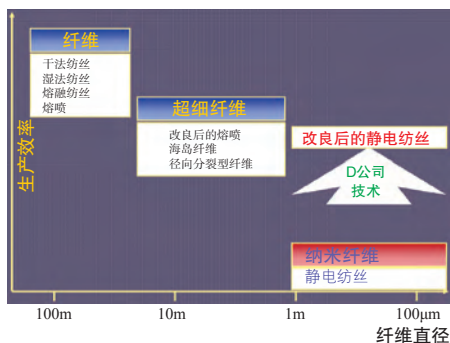 纤维
干法纺丝
湿法纺丝
熔融纺丝
熔喷
超细纤维
改良后的熔喷
海岛纤维
径向分裂型纤维
改良后的静电纺丝
D公司
技术
纳米纤维
静电纺丝
生产效率
100m
10m
1m
100μm
纤维直径